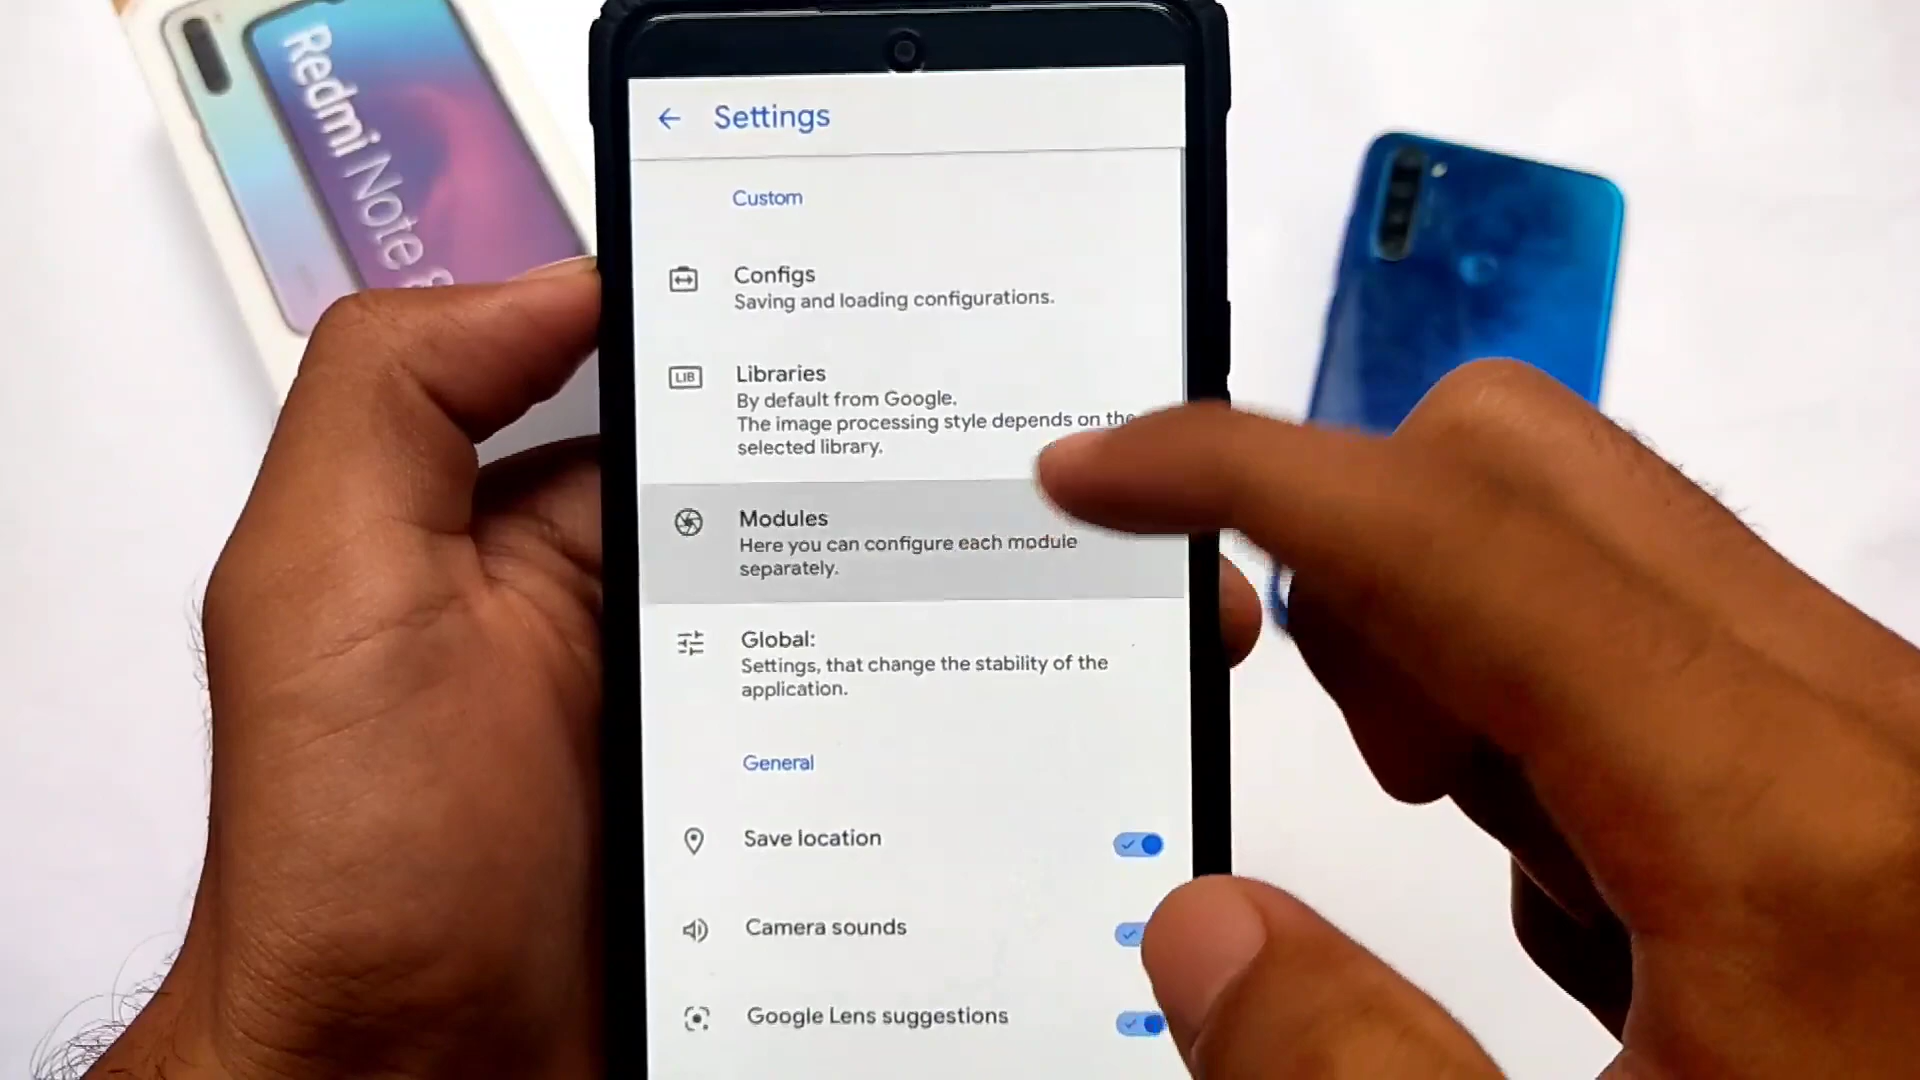 Redmi Note 8
Settings
Custom
Configs
Saving and loading configurations.
LIB
Libraries
By default from Google.
The image processing style depends on the
selected library.
Modules
Here you can configure each module
separately.
Global:
Settings, that change the stability of the
application.
General
Save location
Camera sounds
Google Lens suggestions